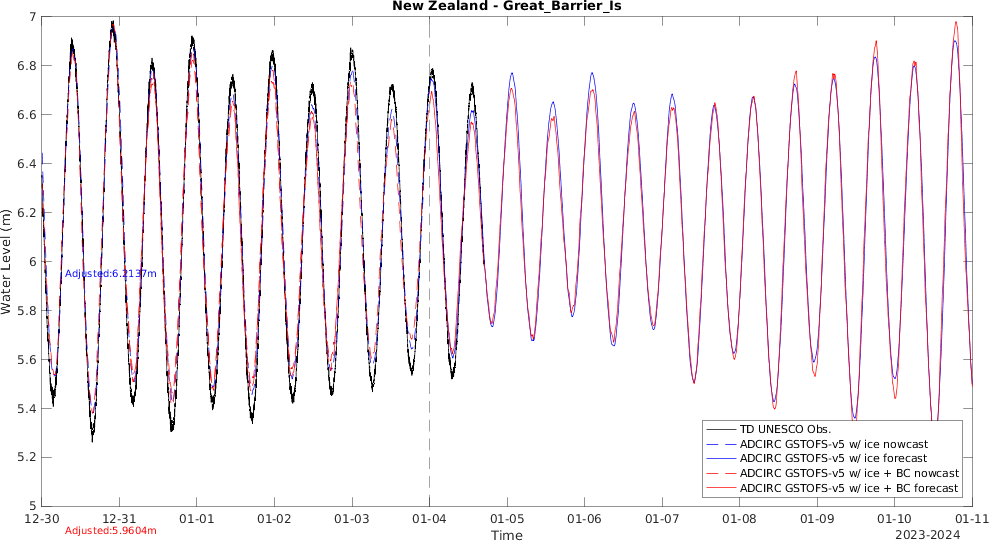 New Zealand - Great_Barrier_Is
7
6.8
6.6
6.4
6.2
6
5.8
5.6
5.4
5.2
5
Water Level (m)
Adjusted:6.2137m
Adjusted:5.9604m
TD UNESCO Obs.
ADCIRC GSTOFS-v5 w/ ice nowcast
ADCIRC GSTOFS-v5 w/ ice forecast
ADCIRC GSTOFS-v5 w/ ice + BC nowcast
ADCIRC GSTOFS-v5 w/ ice + BC forecast
12-30 12-31 01-01 01-02 01-03 01-04 01-05 01-06 01-07 01-08 01-09 01-10 01-11
Time
2023-2024